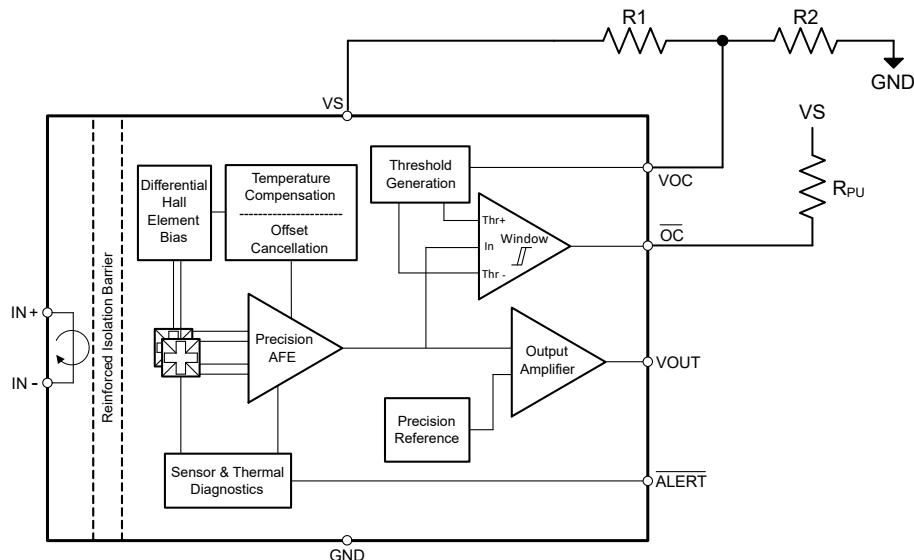 R1
R2
GND
VS
VS
R_PU
Differential
Hall
Element
Bias
Temperature
Compensation
Offset
Cancellation
Threshold
Generation
VOC
Thr+
Window
In
Thr -
OC
IN +
IN -
Reinforced Isolation Barrier
Precision
AFE
Output
Amplifier
VOUT
Precision
Reference
Sensor & Thermal
Diagnostics
ALERT
GND